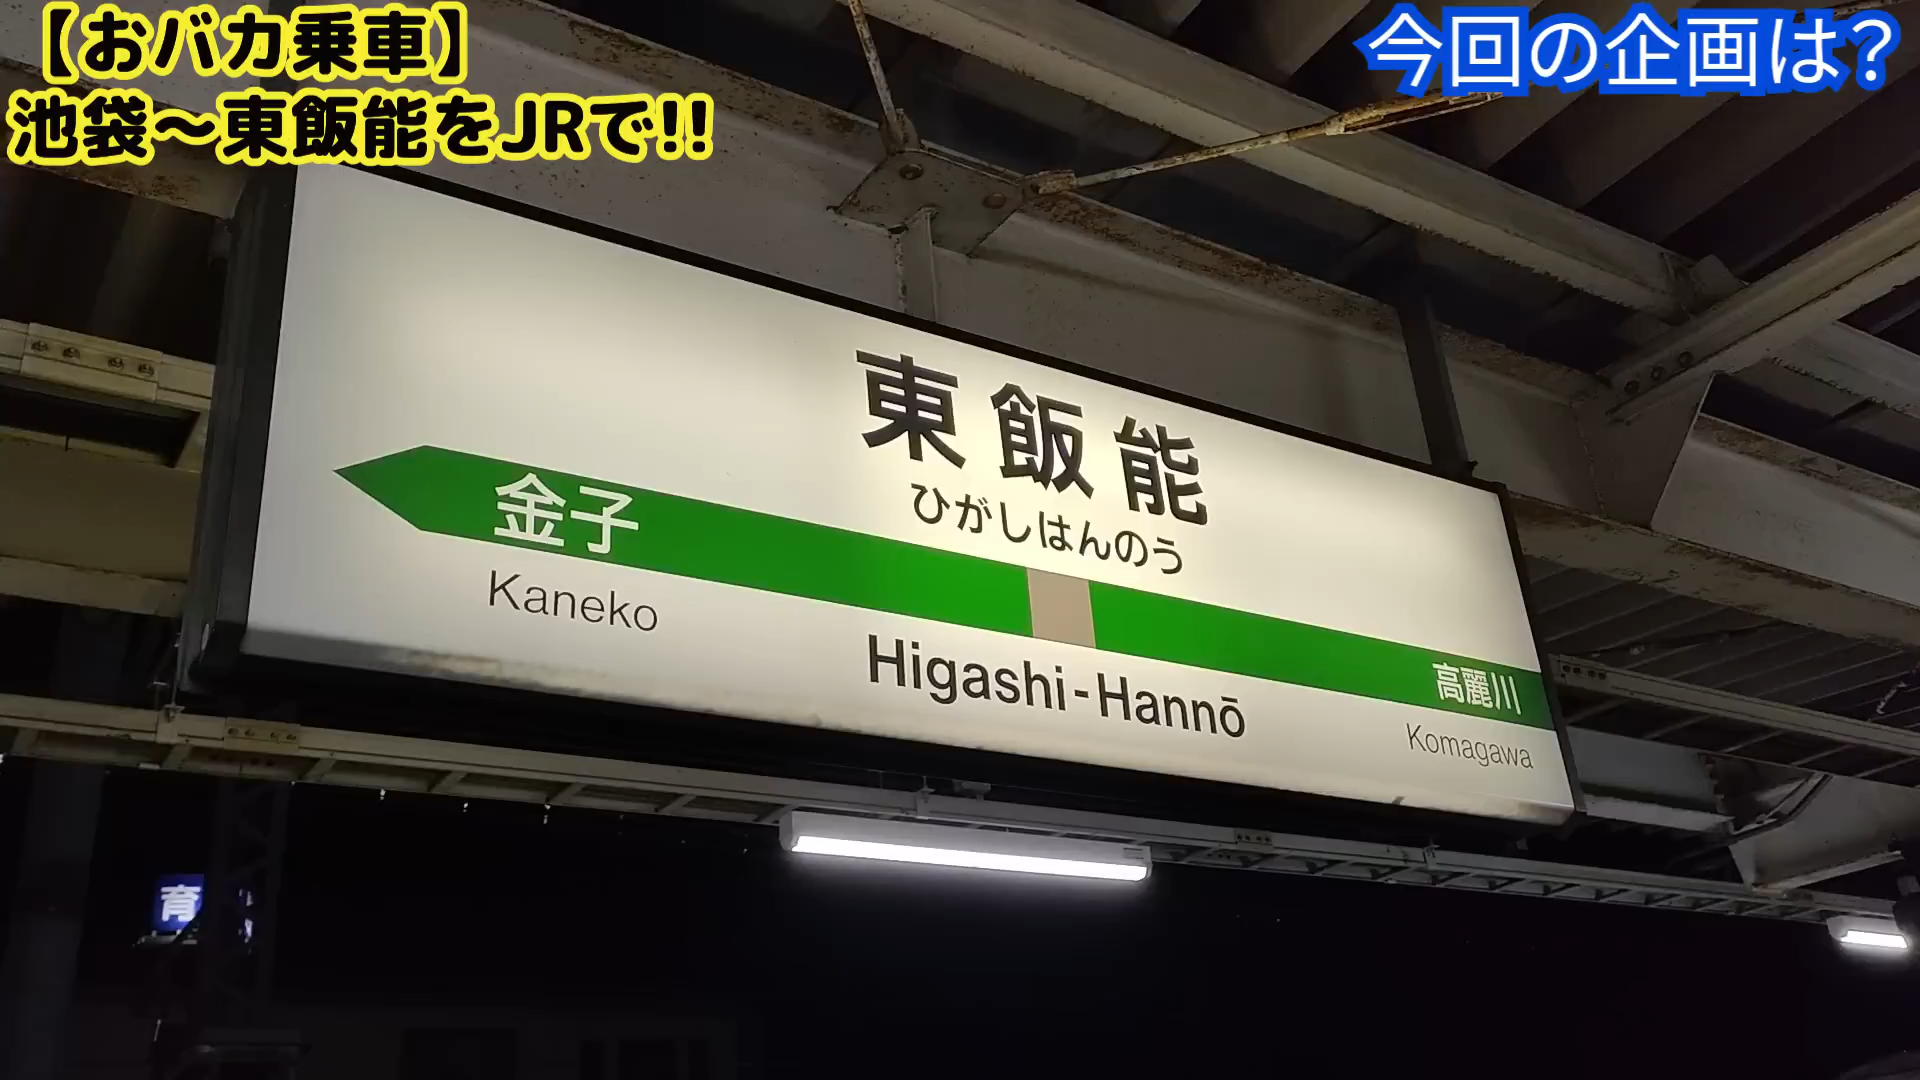 【おバカ乗車】
池袋～東飯能をJRで!!
今回の企画は?
東飯能
ひがしはんのう
金子
Kaneko
Higashi-Hannō
高麗川
Komagawa
育